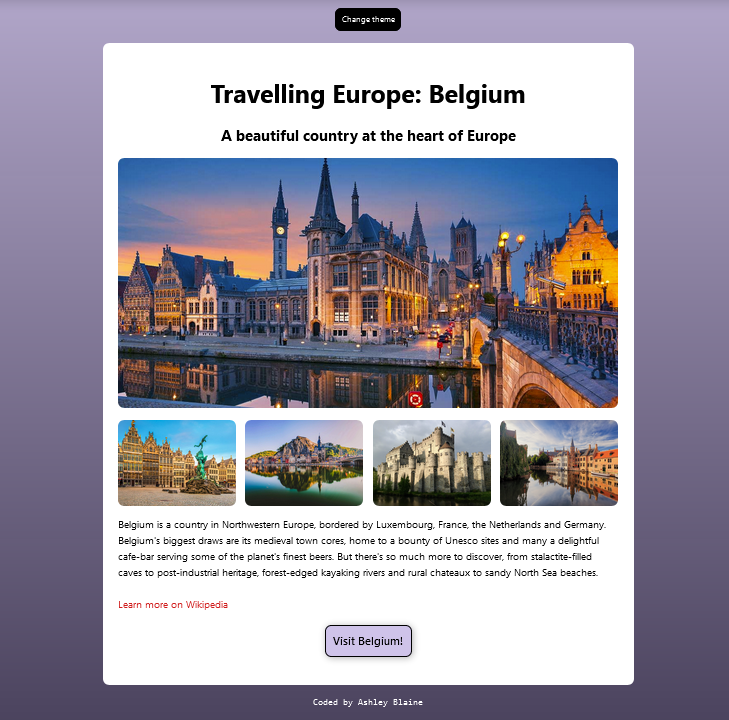 Change theme
Travelling Europe: Belgium
A beautiful country at the heart of Europe
Belgium is a country in Northwestern Europe, bordered by Luxembourg, France, the Netherlands and Germany.
Belgium's biggest draws are its medieval town cores, home to a bounty of Unesco sites and many a delightful
cafe-bar serving some of the planet's finest beers. But there's so much more to discover, from stalactite-filled
caves to post-industrial heritage, forest-edged kayaking rivers and rural chateaux to sandy North Sea beaches.
Learn more on Wikipedia
Visit Belgium!
Coded by Ashley Blaine